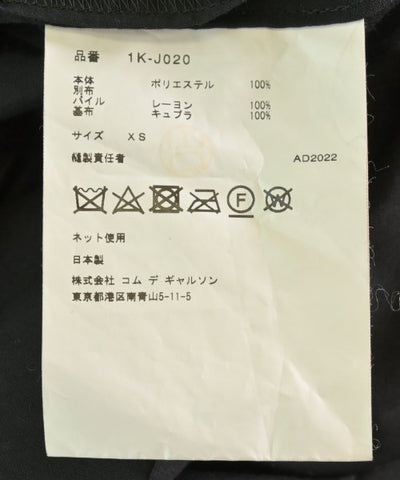 品番 1K-J020
本体 ポリエステル 100%
別布
パイル レーヨン 100%
基布 キュプラ 100%
サイズ XS
縫製責任者 AD2022
F W
ネット使用
日本製
株式会社 コム デ ギャルソン
東京都港区南青山5-11-5